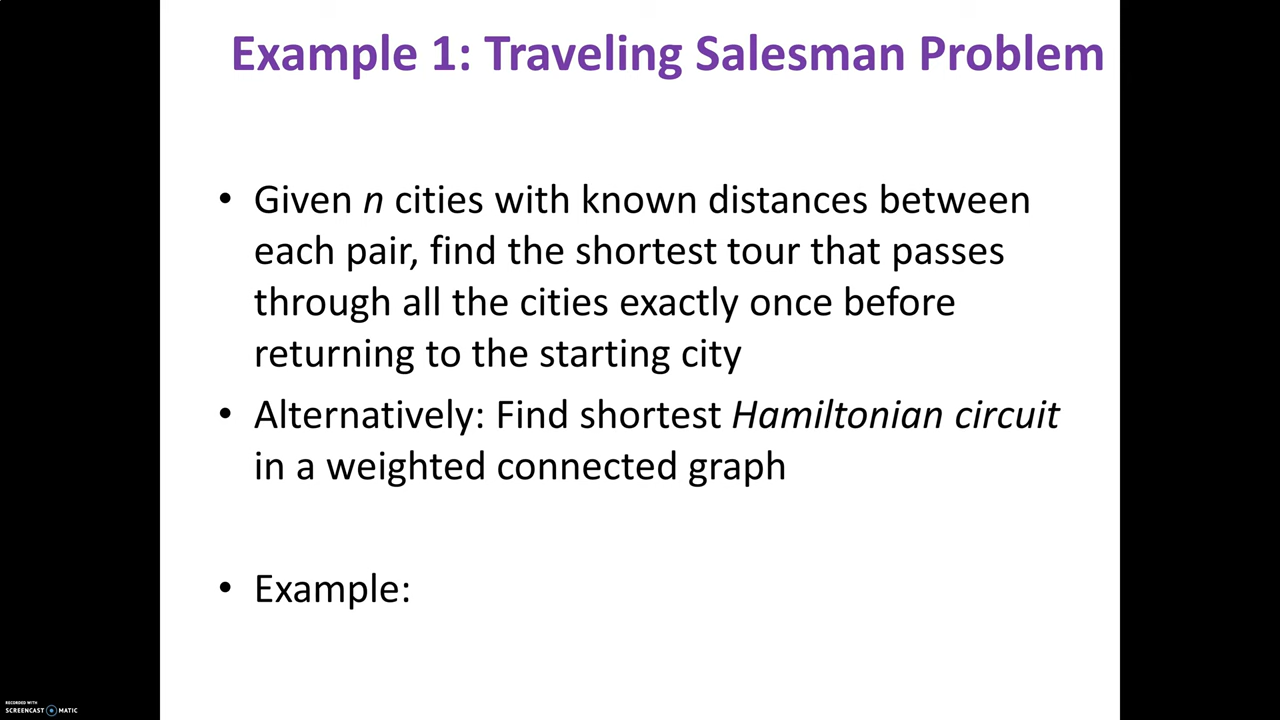 Example 1: Traveling Salesman Problem
• Given n cities with known distances between
each pair, find the shortest tour that passes
through all the cities exactly once before
returning to the starting city
• Alternatively: Find shortest Hamiltonian circuit
in a weighted connected graph
• Example:
RECORDED WITH
SCREENCAST MATIC